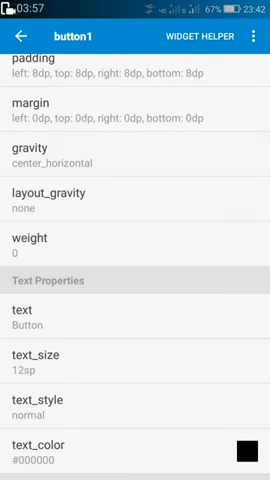 03:57 67% 23:42
button1 WIDGET HELPER
padding
left: 8dp, top: 8dp, right: 8dp, bottom: 8dp
margin
left: 0dp, top: 0dp, right: 0dp, bottom: 0dp
gravity
center_horizontal
layout_gravity
none
weight
0
Text Properties
text
Button
text_size
12sp
text_style
normal
text_color
#000000